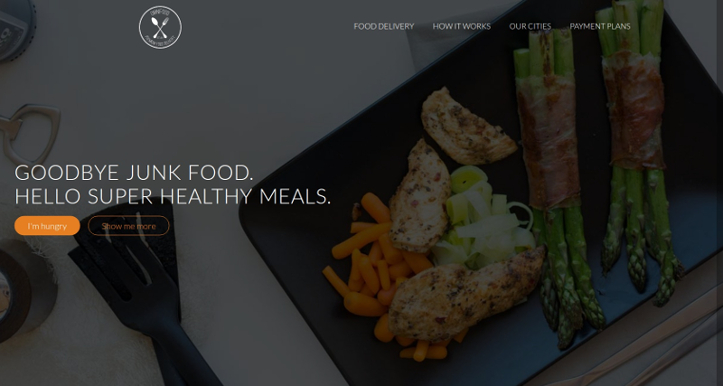 FOOD DELIVERY HOW IT WORKS OUR CITIES PAYMENT PLANS
GOODBYE JUNK FOOD.
HELLO SUPER HEALTHY MEALS.
I'm hungry Show me more